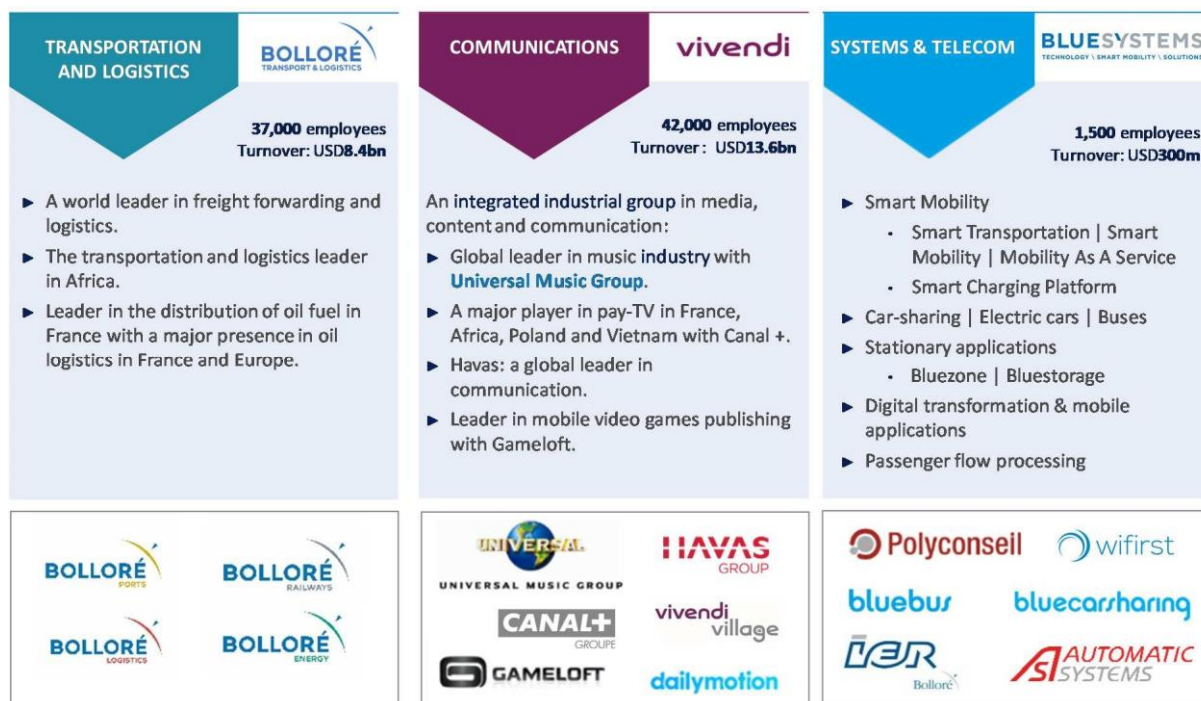 TRANSPORTATION
AND LOGISTICS
BOLLORÉ
TRANSPORT & LOGISTICS
37,000 employees
Turnover: USD8.4bn
► A world leader in freight forwarding and
logistics.
► The transportation and logistics leader
in Africa.
► Leader in the distribution of oil fuel in
France with a major presence in oil
logistics in France and Europe.
BOLLORÉ
PORTS
BOLLORÉ
RAILWAYS
BOLLORÉ
LOGISTICS
BOLLORÉ
ENERGY
COMMUNICATIONS
vivendi
42,000 employees
Turnover : USD13.6bn
An integrated industrial group in media,
content and communication:
► Global leader in music industry with
Universal Music Group.
► A major player in pay-TV in France,
Africa, Poland and Vietnam with Canal +.
► Havas: a global leader in
communication.
► Leader in mobile video games publishing
with Gameloft.
UNIVERSAL
UNIVERSAL MUSIC GROUP
HAVAS
GROUP
CANAL+
GROUPE
vivendi
village
GAMELOFT
dailymotion
SYSTEMS & TELECOM
BLUESYSTEMS
TECHNOLOGY \ SMART MOBILITY \ SOLUTIONS
1,500 employees
Turnover: USD300m
► Smart Mobility
• Smart Transportation | Smart
Mobility | Mobility As A Service
• Smart Charging Platform
► Car-sharing | Electric cars | Buses
► Stationary applications
• Bluezone | Bluestorage
► Digital transformation & mobile
applications
► Passenger flow processing
Polyconseil
wifirst
bluebus
bluecarsharing
IER
Bolloré
AS AUTOMATIC
SYSTEMS